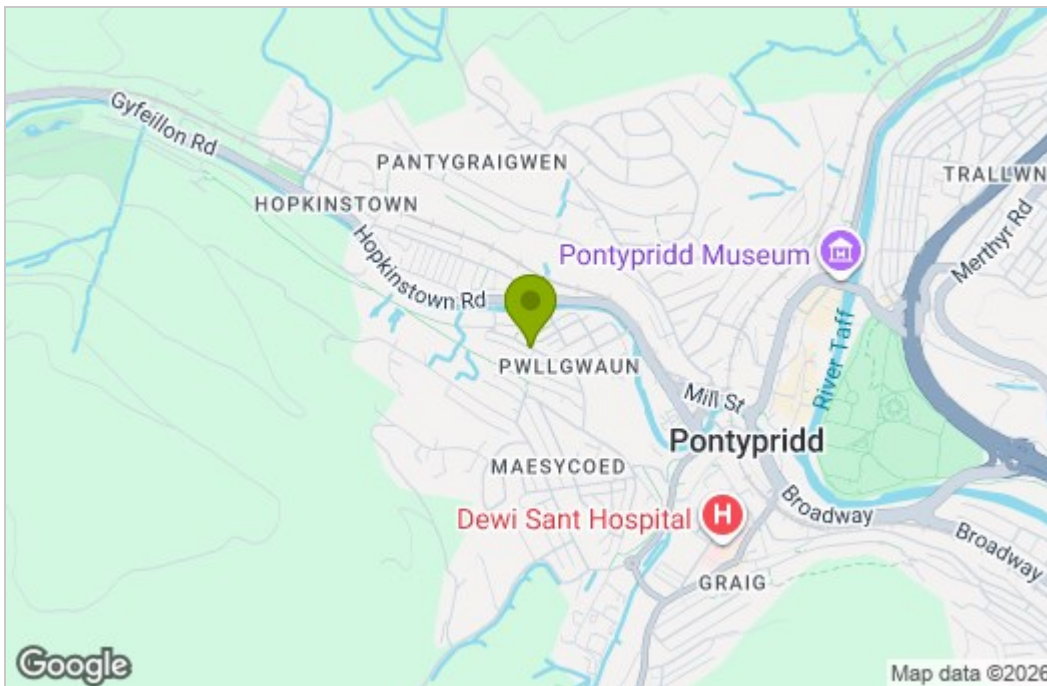 Gyfeillon Rd
PANTYGRAIGWEN
TRALLWN
HOPKINSTOWN
Merthyr Rd
Pontypridd Museum
Hopkinstown Rd
River Taff
PWLLGWAUN
Mill St
Pontypridd
MAESYCOED
Dewi Sant Hospital
H
Broadway
Broadway
GRAIG
Google
Map data ©2026